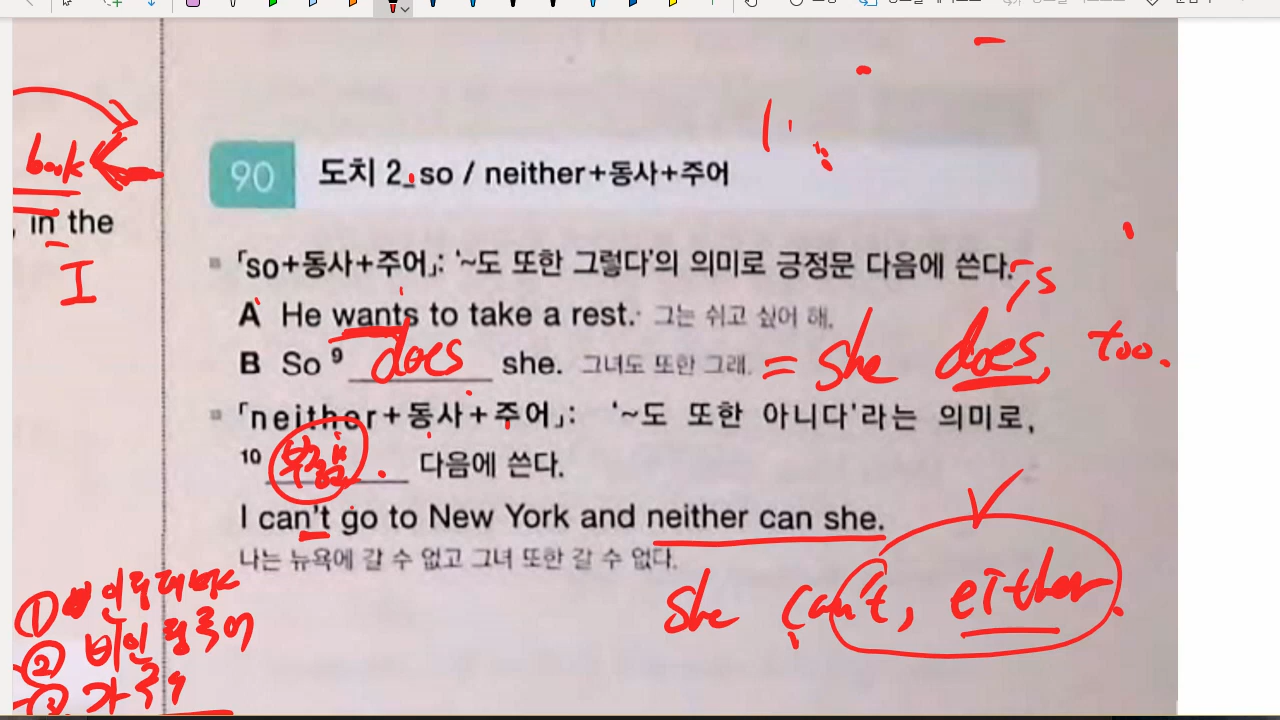 book
, in the
I
90 도치 2_so / neither+동사+주어
「so+동사+주어」: '~도 또한 그렇다'의 의미로 긍정문 다음에 쓴다.
is
A He wants to take a rest. 그는 쉬고 싶어 해.
B So 9 does she. 그녀도 또한 그래. = she does, too.
「neither+동사+주어」: '~도 또한 아니다'라는 의미로,
10 부정문 다음에 쓴다.
I can't go to New York and neither can she.
나는 뉴욕에 갈 수 없고 그녀 또한 갈 수 없다.
She can't, either.
①
②
③